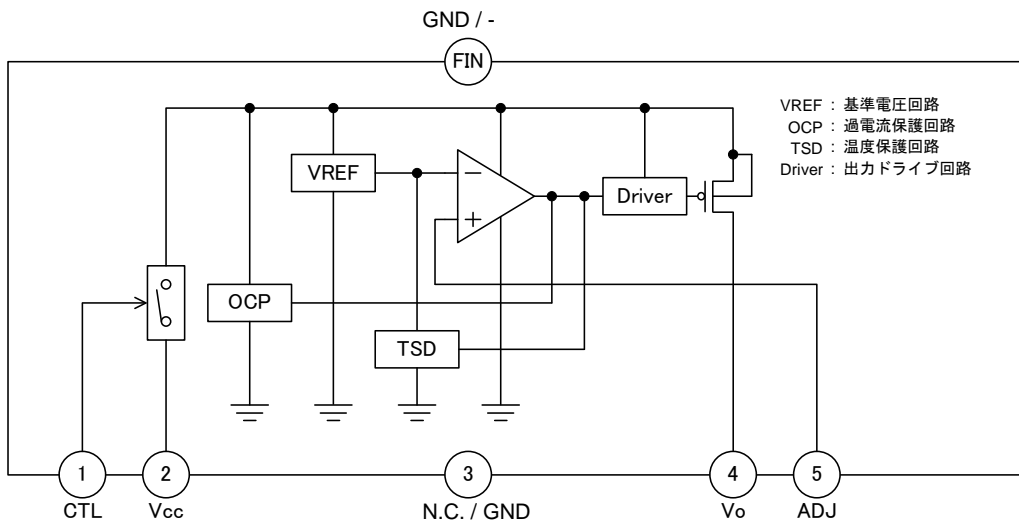 GND / -
FIN
VREF : 基準電圧回路
OCP : 過電流保護回路
TSD : 温度保護回路
Driver : 出力ドライブ回路
VREF
−
+
Driver
OCP
TSD
1
2
3
4
5
CTL
Vcc
N.C. / GND
Vo
ADJ